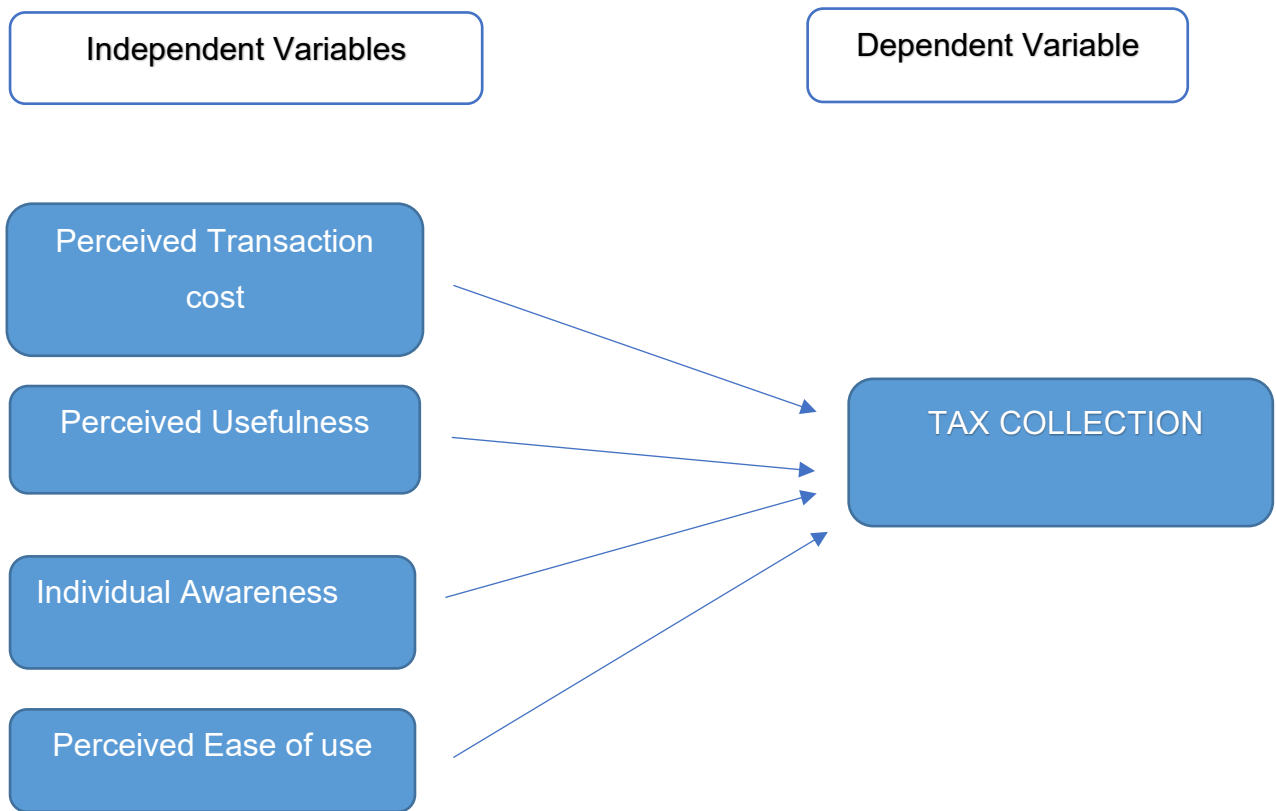 Independent Variables
Dependent Variable
Perceived Transaction
cost
Perceived Usefulness
TAX COLLECTION
Individual Awareness
Perceived Ease of use